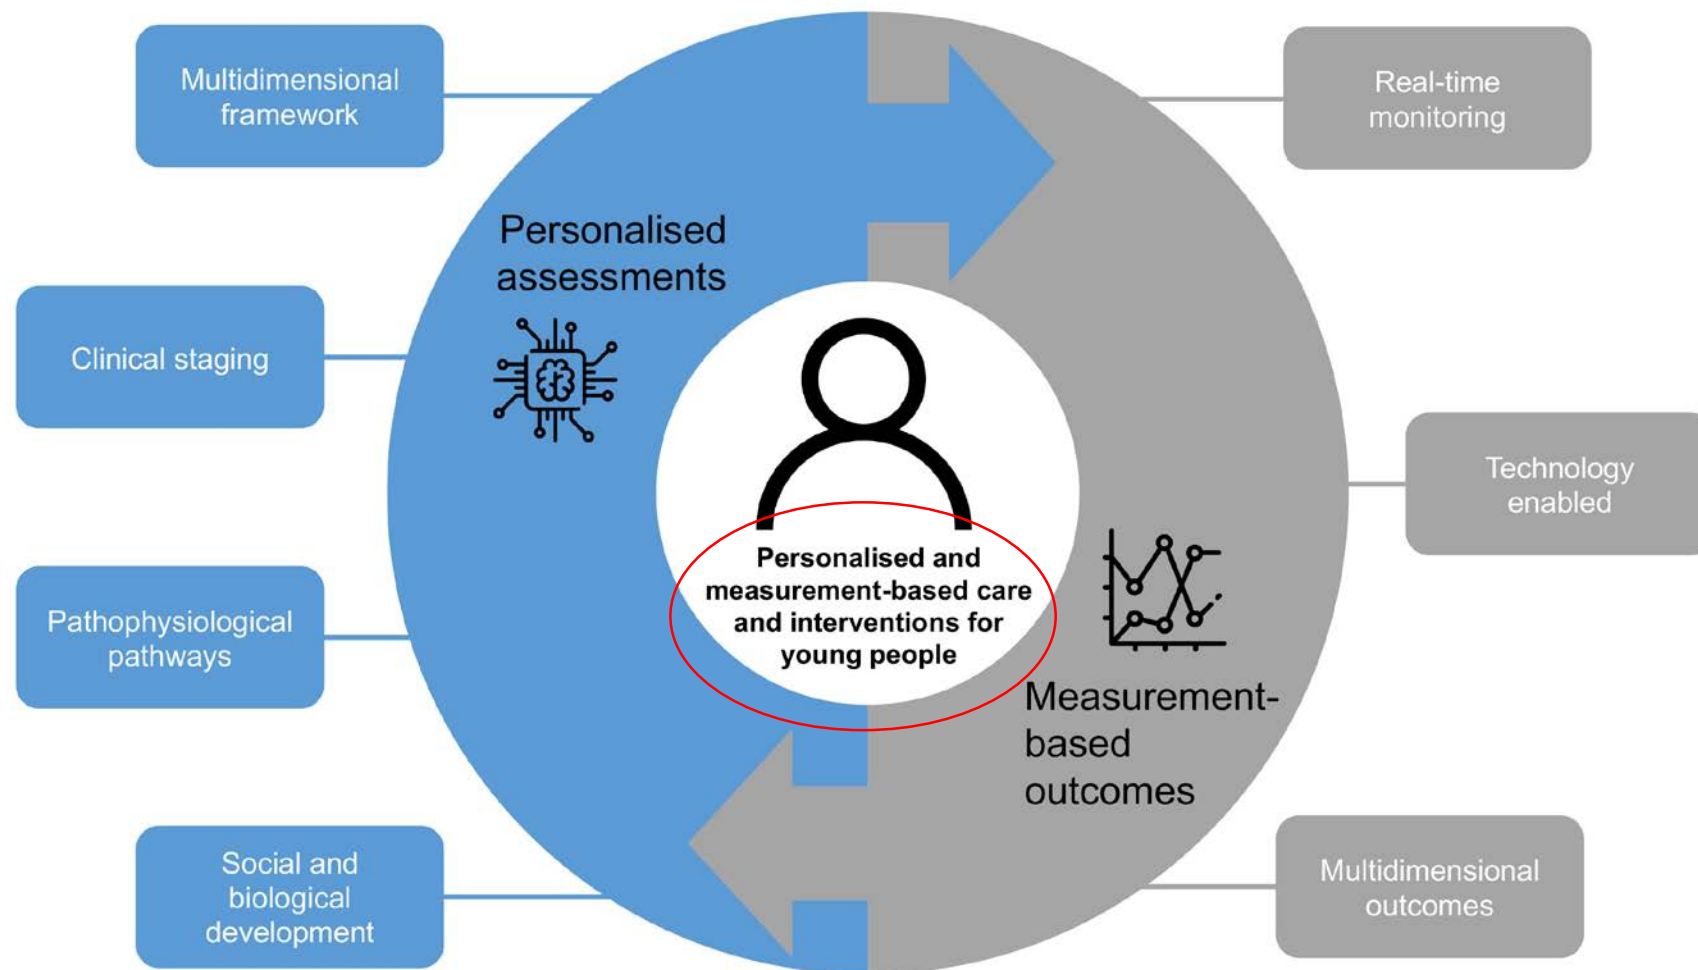 Multidimensional
framework
Real-time
monitoring
Personalised
assessments
Clinical staging
Technology
enabled
Personalised and
measurement-based care
and interventions for
young people
Pathophysiological
pathways
Measurement-
based
outcomes
Social and
biological
development
Multidimensional
outcomes